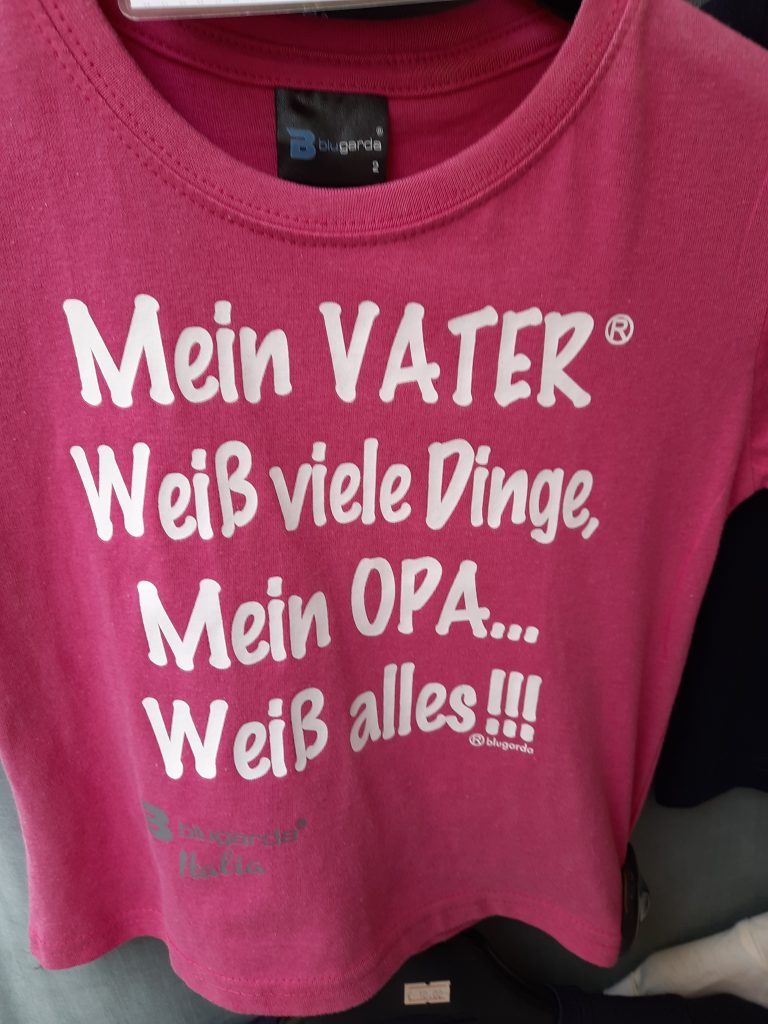 blugarda®
2
Mein VATER®
Weiß viele Dinge,
Mein OPA...
Weiß alles!!!
® blugarda
blugarda®
Italia